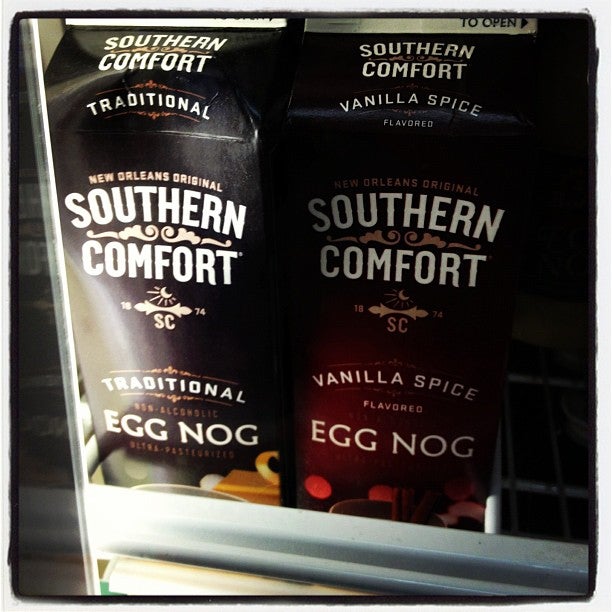 TO OPEN
SOUTHERN
COMFORT
TRADITIONAL
NEW ORLEANS ORIGINAL
SOUTHERN
COMFORT
18 74
SC
TRADITIONAL
NON-ALCOHOLIC
EGG NOG
ULTRA-PASTEURIZED
TO OPEN
SOUTHERN
COMFORT
VANILLA SPICE
FLAVORED
NEW ORLEANS ORIGINAL
SOUTHERN
COMFORT
18 74
SC
VANILLA SPICE
FLAVORED
EGG NOG